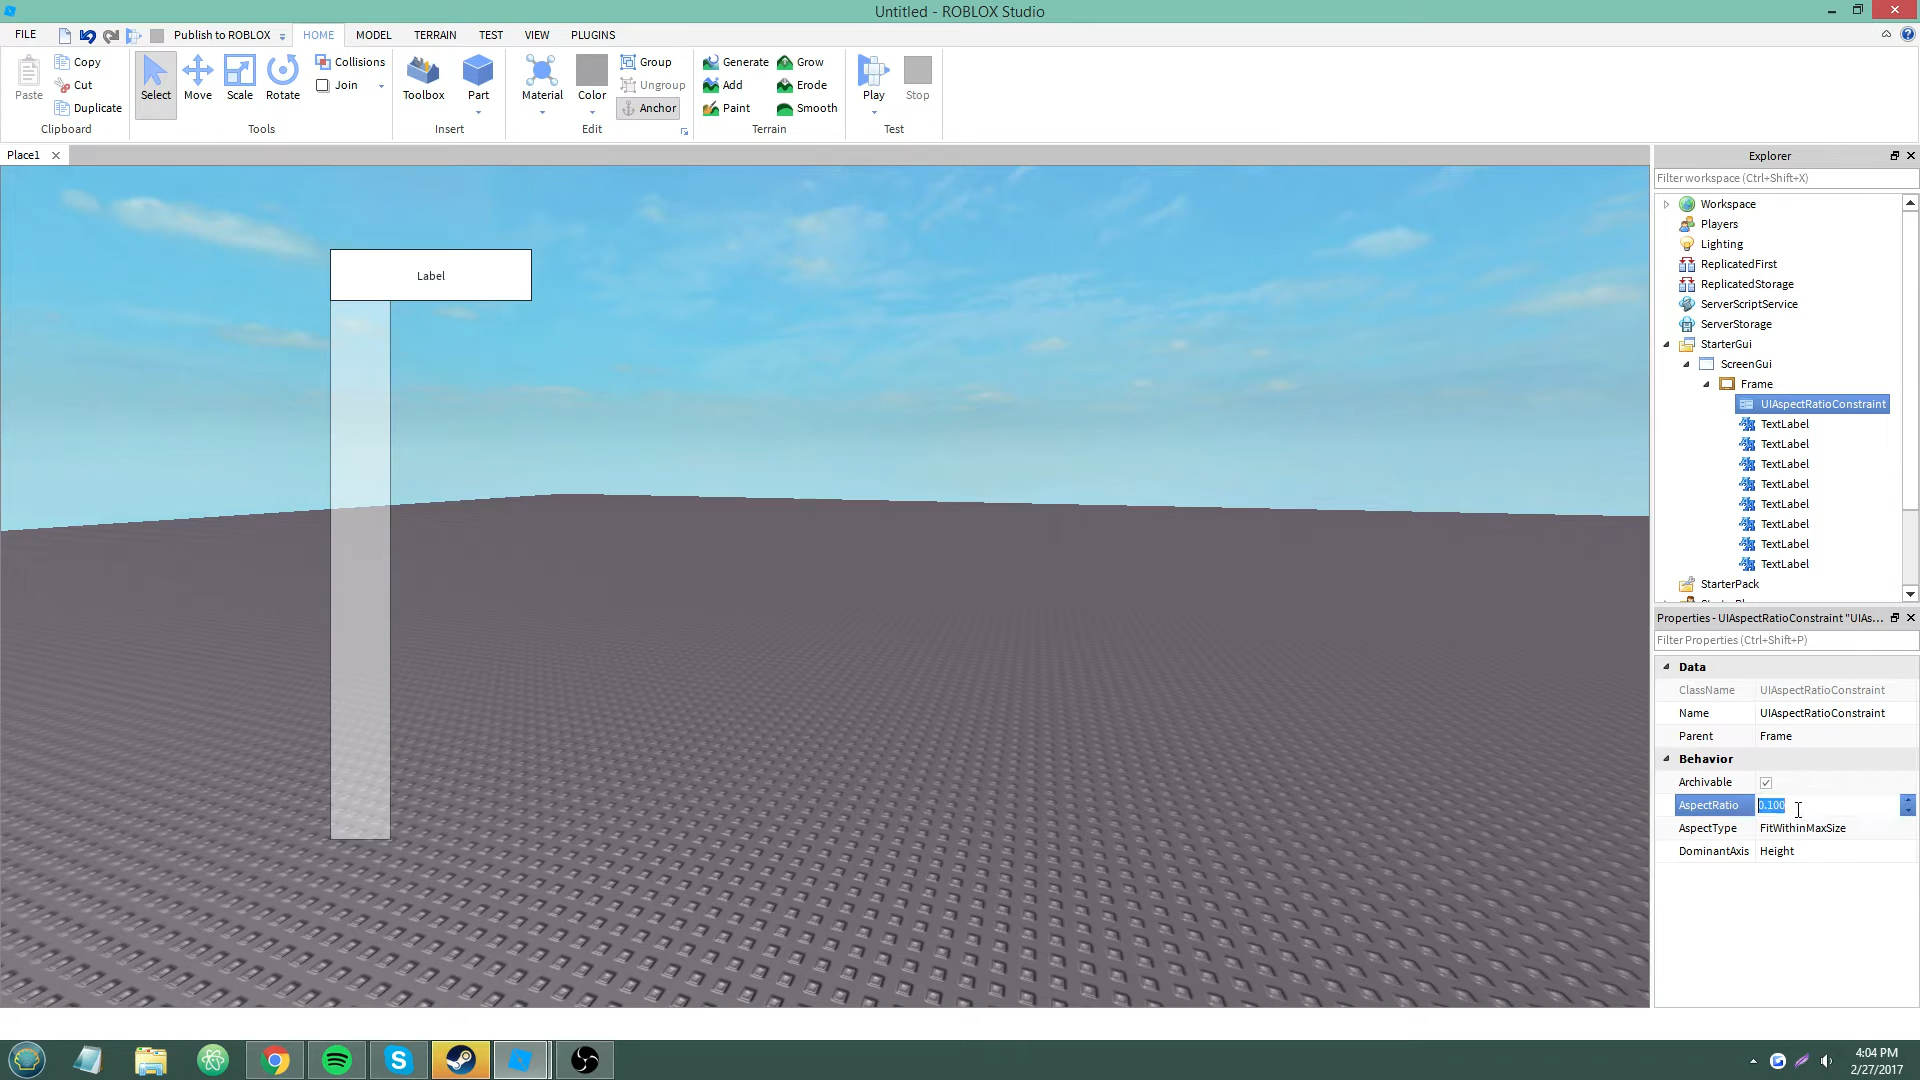 Untitled - ROBLOX Studio
FILE
Publish to ROBLOX
HOME
MODEL
TERRAIN
TEST
VIEW
PLUGINS
Paste
Copy
Cut
Duplicate
Clipboard
Select
Move
Scale
Rotate
Collisions
Join
Tools
Toolbox
Part
Insert
Material
Color
Group
Ungroup
Anchor
Edit
Generate
Add
Paint
Grow
Erode
Smooth
Terrain
Play
Stop
Test
Place1
Label
Explorer
Filter workspace (Ctrl+Shift+X)
Workspace
Players
Lighting
ReplicatedFirst
ReplicatedStorage
ServerScriptService
ServerStorage
StarterGui
ScreenGui
Frame
UIAspectRatioConstraint
TextLabel
TextLabel
TextLabel
TextLabel
TextLabel
TextLabel
TextLabel
TextLabel
StarterPack
Properties - UIAspectRatioConstraint "UIAs...
Filter Properties (Ctrl+Shift+P)
Data
ClassName UIAspectRatioConstraint
Name UIAspectRatioConstraint
Parent Frame
Behavior
Archivable
AspectRatio 0.100
AspectType FitWithinMaxSize
DominantAxis Height
4:04 PM
2/27/2017